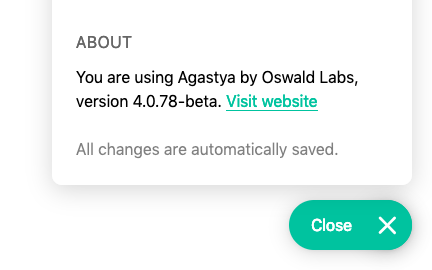 ABOUT
You are using Agastya by Oswald Labs,
version 4.0.78-beta. Visit website
All changes are automatically saved.
Close